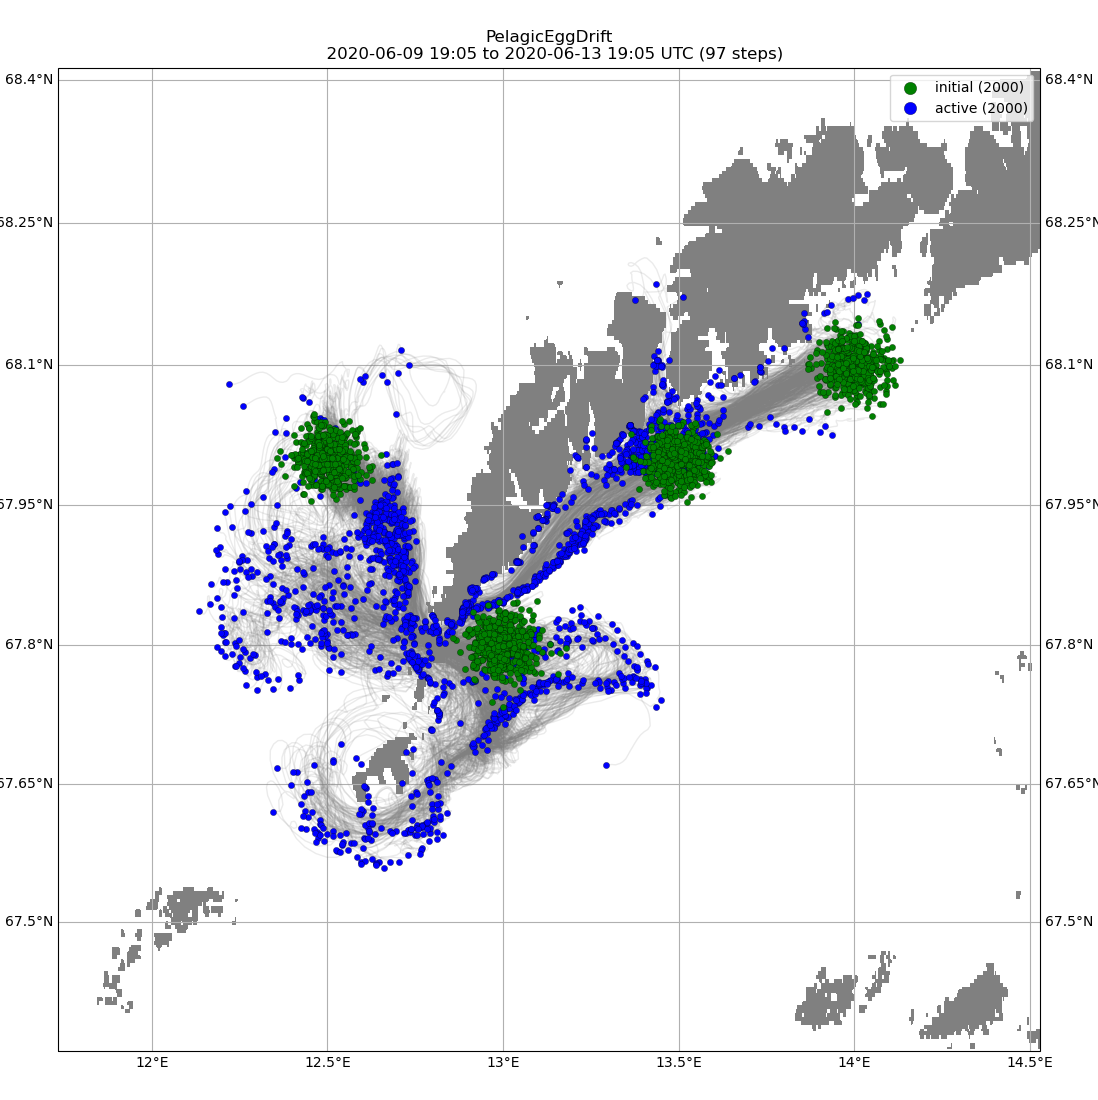 PelagicEggDrift
2020-06-09 19:05 to 2020-06-13 19:05 UTC (97 steps)
initial (2000)
active (2000)
68.4°N
68.4°N
68.25°N
68.25°N
68.1°N
68.1°N
67.95°N
67.95°N
67.8°N
67.8°N
67.65°N
67.65°N
67.5°N
67.5°N
12°E
12.5°E
13°E
13.5°E
14°E
14.5°E